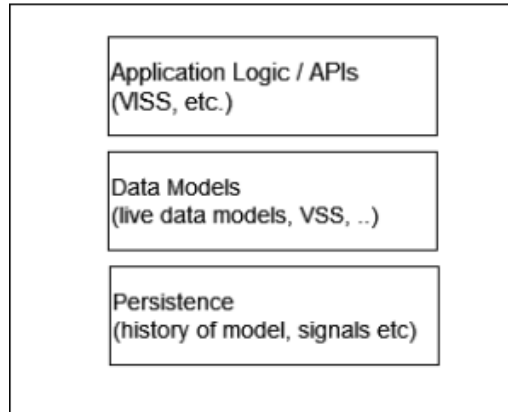 Application Logic / APIs
(VISS, etc.)
Data Models
(live data models, VSS, ..)
Persistence
(history of model, signals etc)